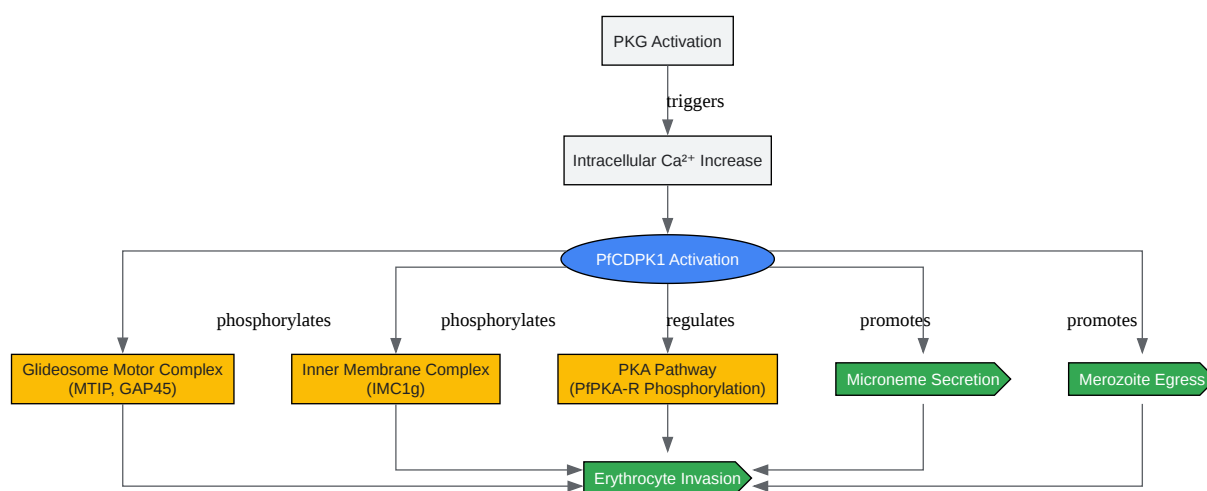 PKG Activation
triggers
Intracellular Ca²⁺ Increase
PfCDPK1 Activation
phosphorylates
phosphorylates
regulates
promotes
promotes
Glideosome Motor Complex
(MTIP, GAP45)
Inner Membrane Complex
(IMC1g)
PKA Pathway
(PfPKA-R Phosphorylation)
Microneme Secretion
Merozoite Egress
Erythrocyte Invasion